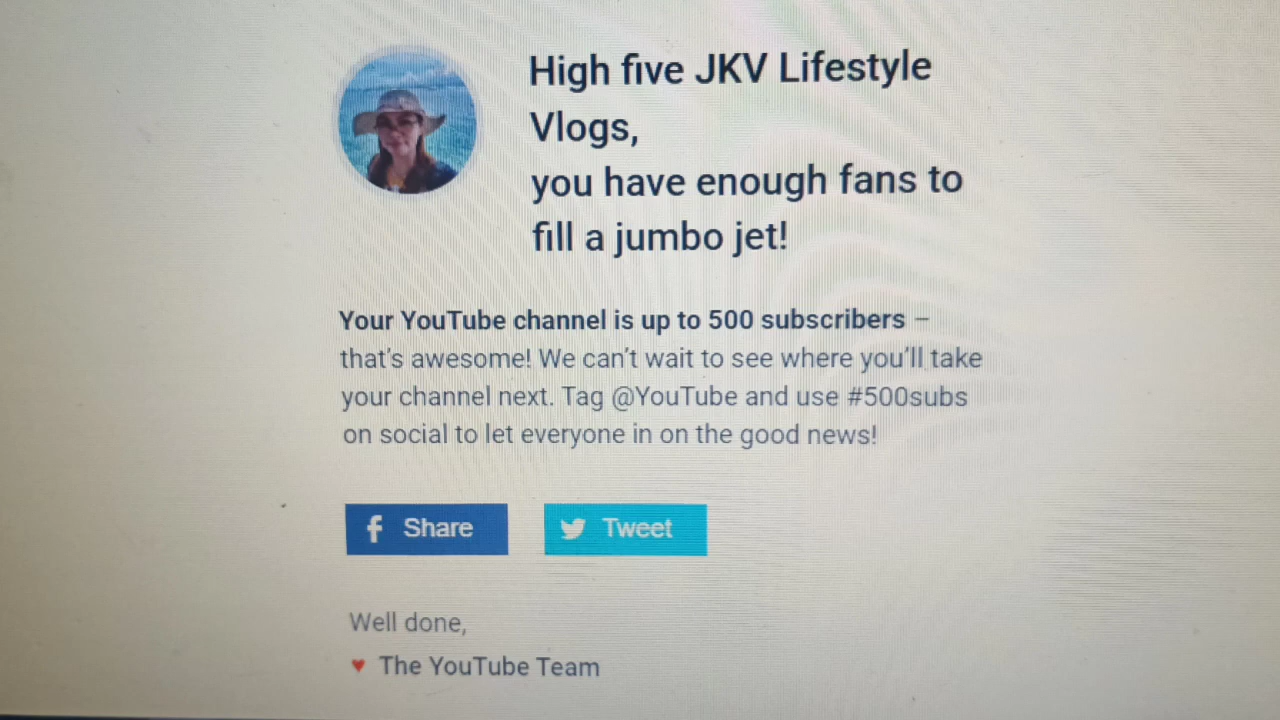 High five JKV Lifestyle
Vlogs,
you have enough fans to
fill a jumbo jet!
Your YouTube channel is up to 500 subscribers –
that's awesome! We can't wait to see where you'll take
your channel next. Tag @YouTube and use #500subs
on social to let everyone in on the good news!
Share Tweet
Well done,
♥ The YouTube Team